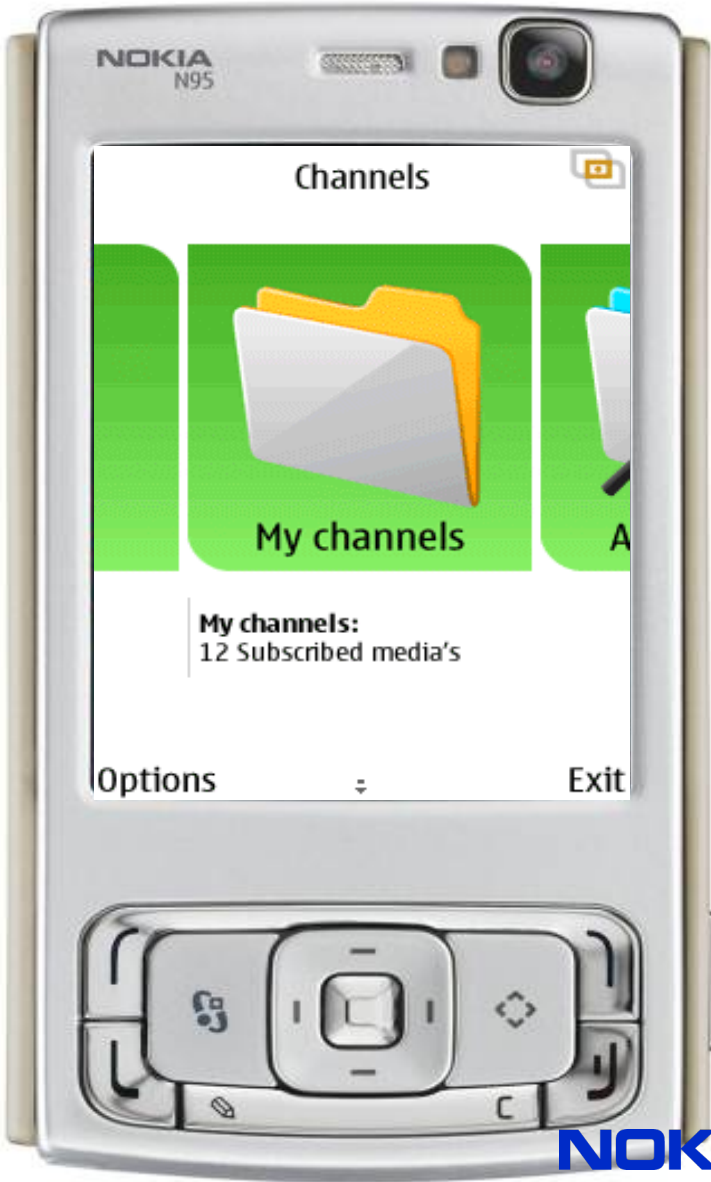 NOKIA
N95
Channels
My channels
A
My channels:
12 Subscribed media's
Options
Exit
C
NOK